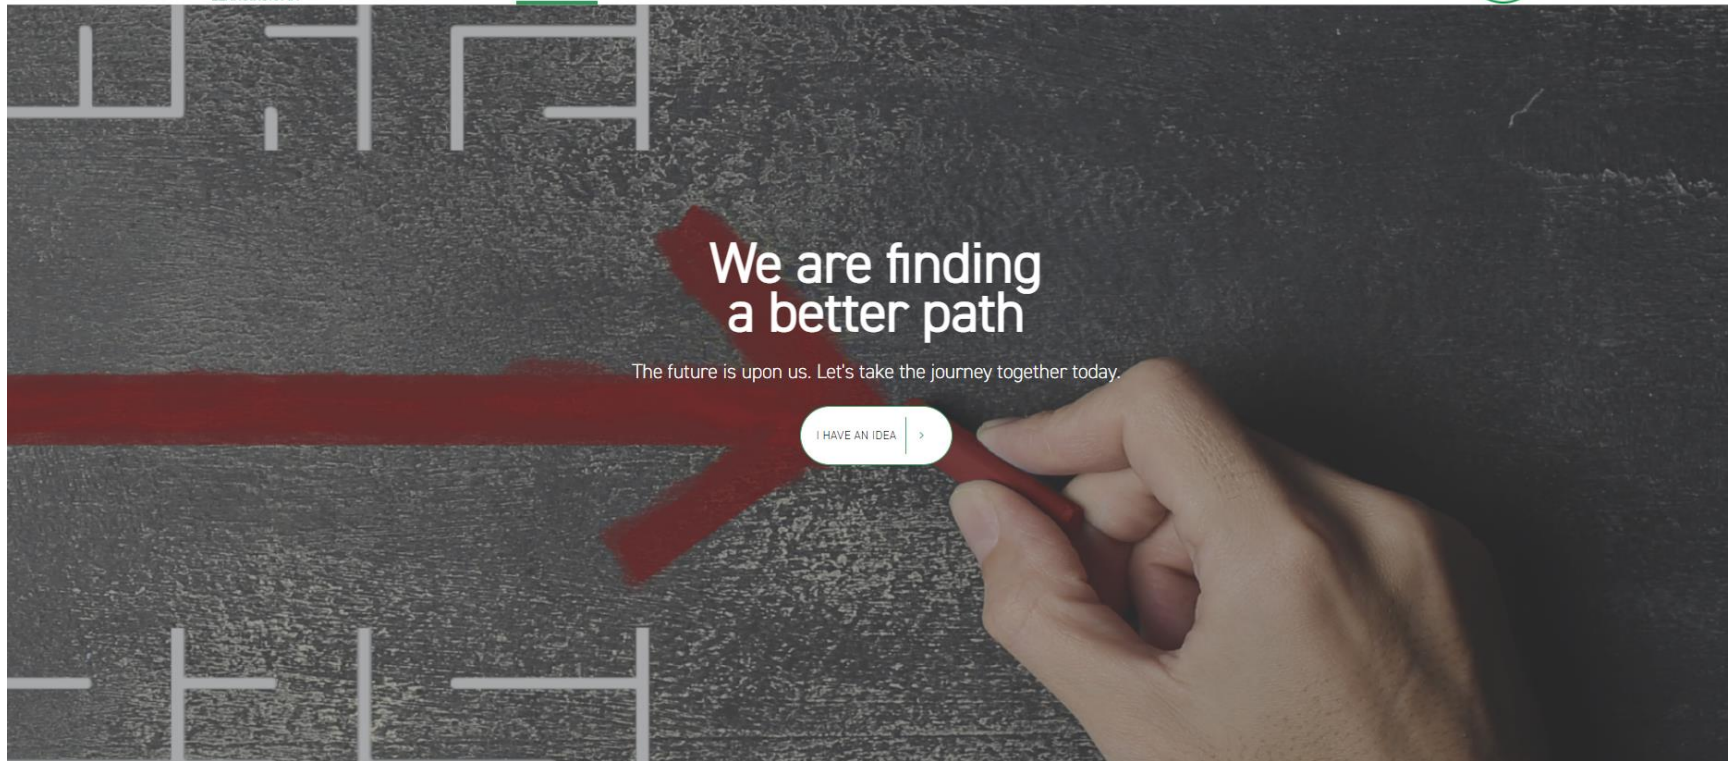 We are finding
a better path
The future is upon us. Let's take the journey together today.
I HAVE AN IDEA